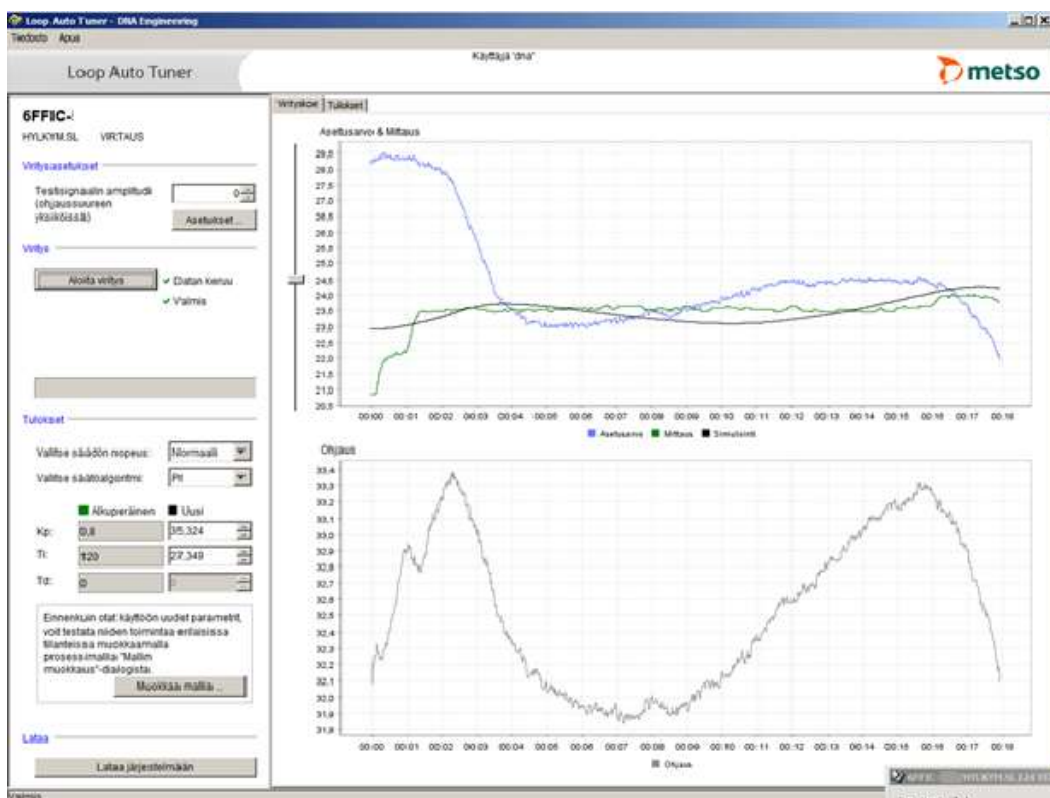 Loop Auto Tuner - DNA Engineering
Tiedosto Apua
Loop Auto Tuner
Käyttäjä "dna"
metso
6FFIC-
HYLKYM.SL VIRTAUS
Viritysasetukset
Testisignaalin amplitudi
(ohjaussuureen
yksiköissä)
0
Asetukset ...
Viritys
Aloita viritys
Datan keruu
Valmis
Tulokset
Valitse säädön nopeus: Normaali
Valitse säätöalgoritmi: PI
Alkuperäinen Uusi
Kp: 0,8 35,324
Ti: 120 27,349
Td: 0
Ennenkuin otat käyttöön uudet parametrit,
voit testata niiden toimintaa erilaisissa
tilanteissa muokkaamalla
prosessimallia "Mallin
muokkaus"-dialogista.
Muokkaa mallia ...
Lataa
Lataa järjestelmään
Valmis
Virityskoe Tulokset
Asetusarvo & Mittaus
28,5
28,0
27,5
27,0
26,5
26,0
25,5
25,0
24,5
24,0
23,5
23,0
22,5
22,0
21,5
21,0
20,5
00:00 00:01 00:02 00:03 00:04 00:05 00:06 00:07 00:08 00:09 00:10 00:11 00:12 00:13 00:14 00:15 00:16 00:17 00:18
Asetusarvo Mittaus Simulointi
Ohjaus
33,4
33,3
33,2
33,1
33,0
32,9
32,8
32,7
32,6
32,5
32,4
32,3
32,2
32,1
32,0
31,9
31,8
00:00 00:01 00:02 00:03 00:04 00:05 00:06 00:07 00:08 00:09 00:10 00:11 00:12 00:13 00:14 00:15 00:16 00:17 00:18
Ohjaus